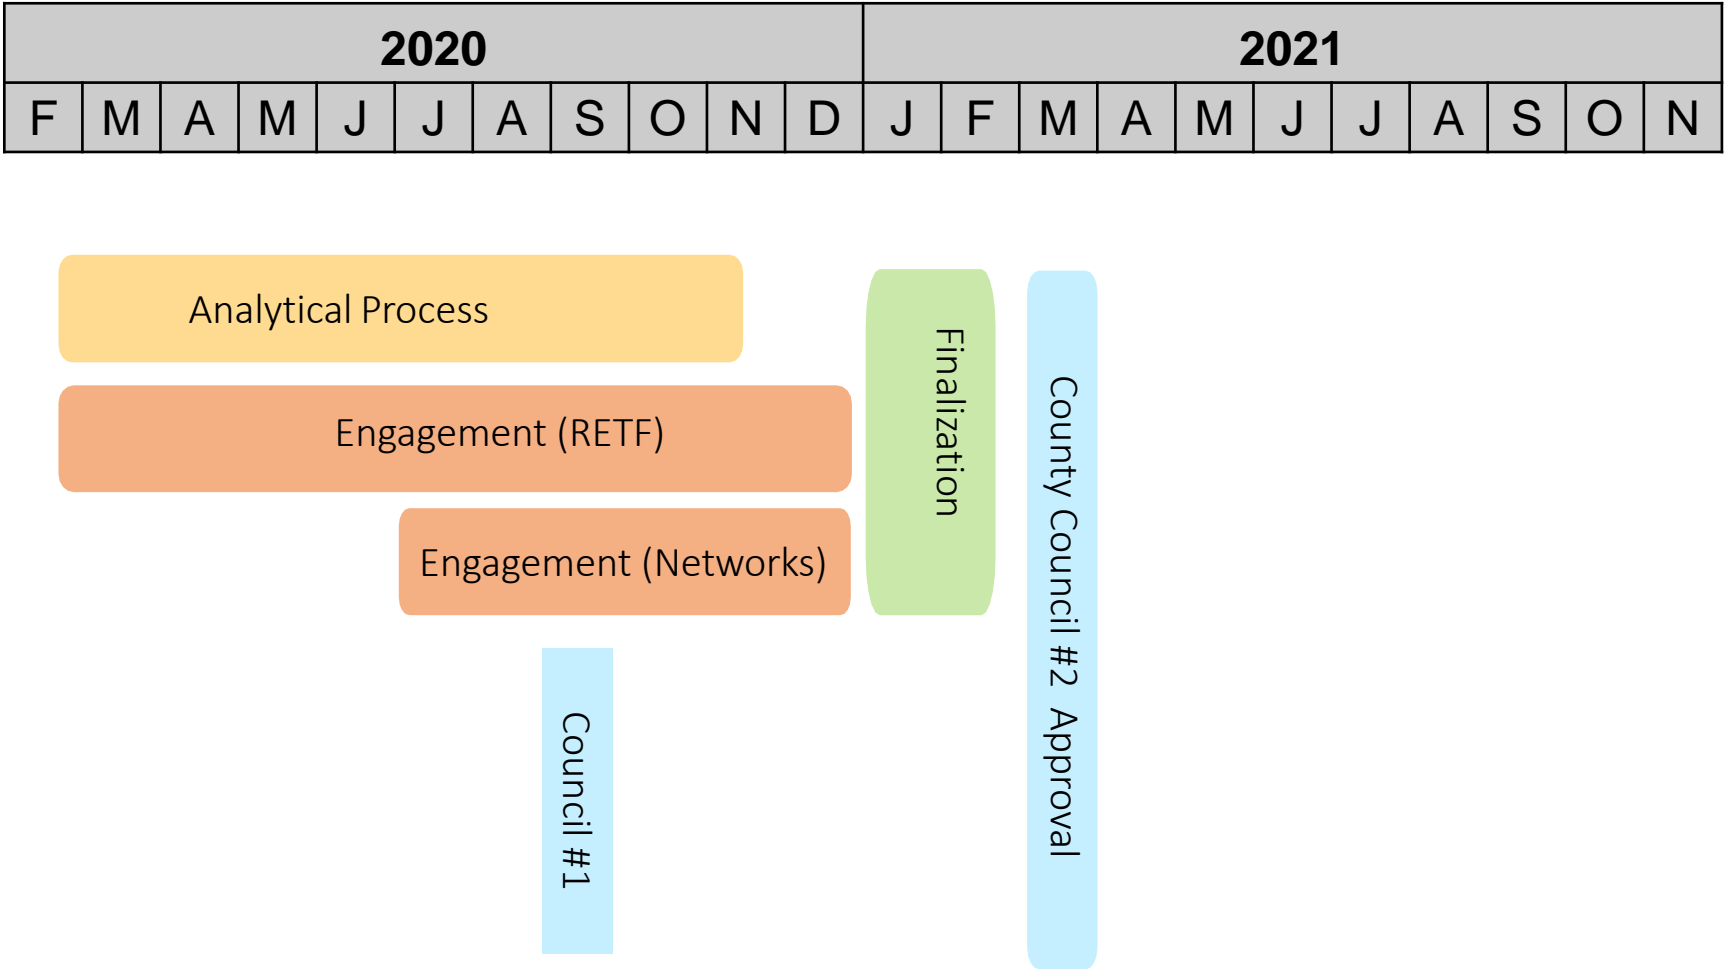 2020 2021
F M A M J J A S O N D J F M A M J J A S O N
Analytical Process
Engagement (RETF)
Engagement (Networks)
Finalization
County Council #2 Approval
Council #1